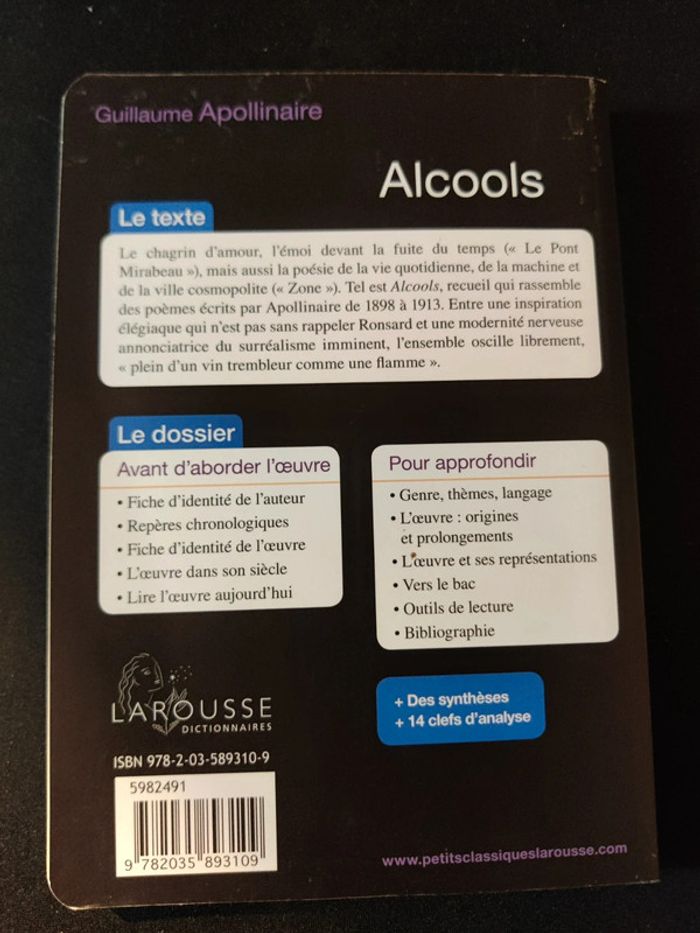 Guillaume Apollinaire
Alcools
Le texte
Le chagrin d'amour, l'émoi devant la fuite du temps (« Le Pont
Mirabeau »), mais aussi la poésie de la vie quotidienne, de la machine et
de la ville cosmopolite (« Zone »). Tel est Alcools, recueil qui rassemble
des poèmes écrits par Apollinaire de 1898 à 1913. Entre une inspiration
élégiaque qui n'est pas sans rappeler Ronsard et une modernité nerveuse
annonciatrice du surréalisme imminent, l'ensemble oscille librement,
« plein d'un vin trembleur comme une flamme ».
Le dossier
Avant d'aborder l'œuvre
• Fiche d'identité de l'auteur
• Repères chronologiques
• Fiche d'identité de l'œuvre
• L'œuvre dans son siècle
• Lire l'œuvre aujourd'hui
Pour approfondir
• Genre, thèmes, langage
• L'œuvre : origines
et prolongements
• L'œuvre et ses représentations
• Vers le bac
• Outils de lecture
• Bibliographie
+ Des synthèses
+ 14 clefs d'analyse
LAROUSSE
DICTIONNAIRES
ISBN 978-2-03-589310-9
5982491
9 782035 893109
www.petitsclassiqueslarousse.com